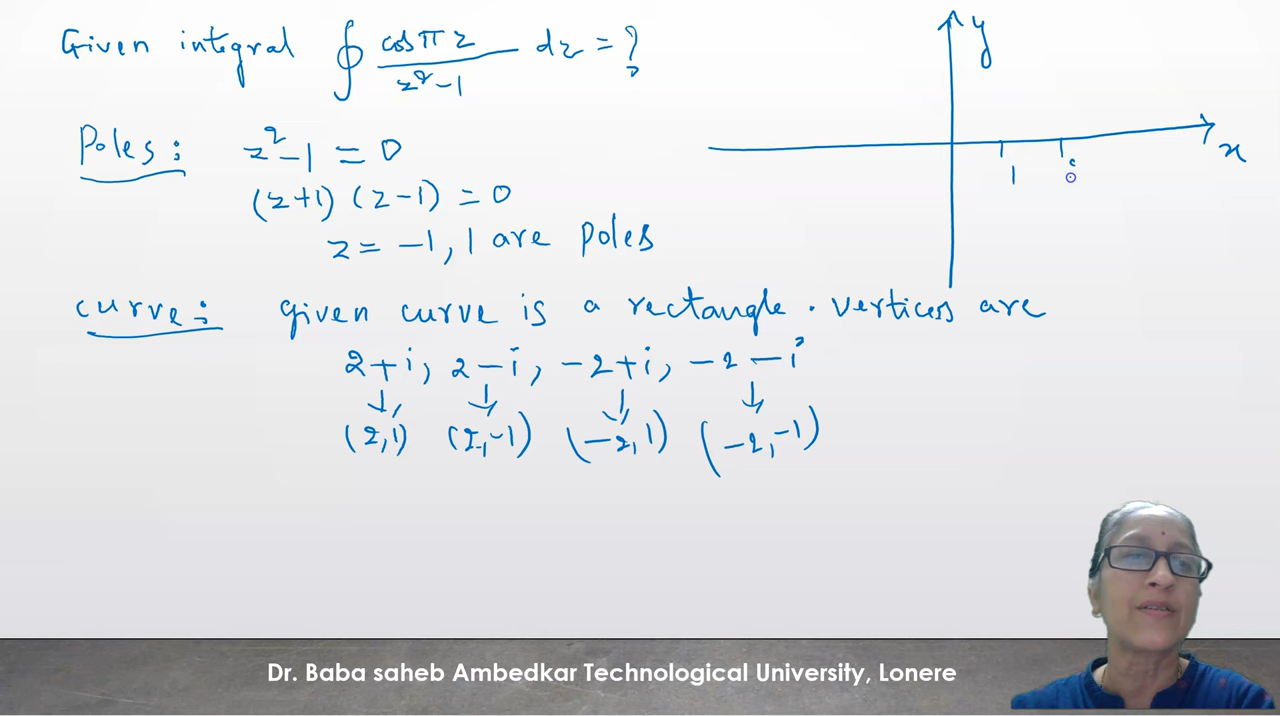 Given integral ∮ cos πz / z²-1 dz = ?
Poles: z²-1 = 0
(z+1) (z-1) = 0
z = -1, 1 are poles
curve: given curve is a rectangle. vertices are
2+i, 2-i, -2+i, -2-i
↓ ↓ ↓ ↓
(2,1) (2,-1) (-2,1) (-2,-1)
y
x
1
Dr. Baba saheb Ambedkar Technological University, Lonere